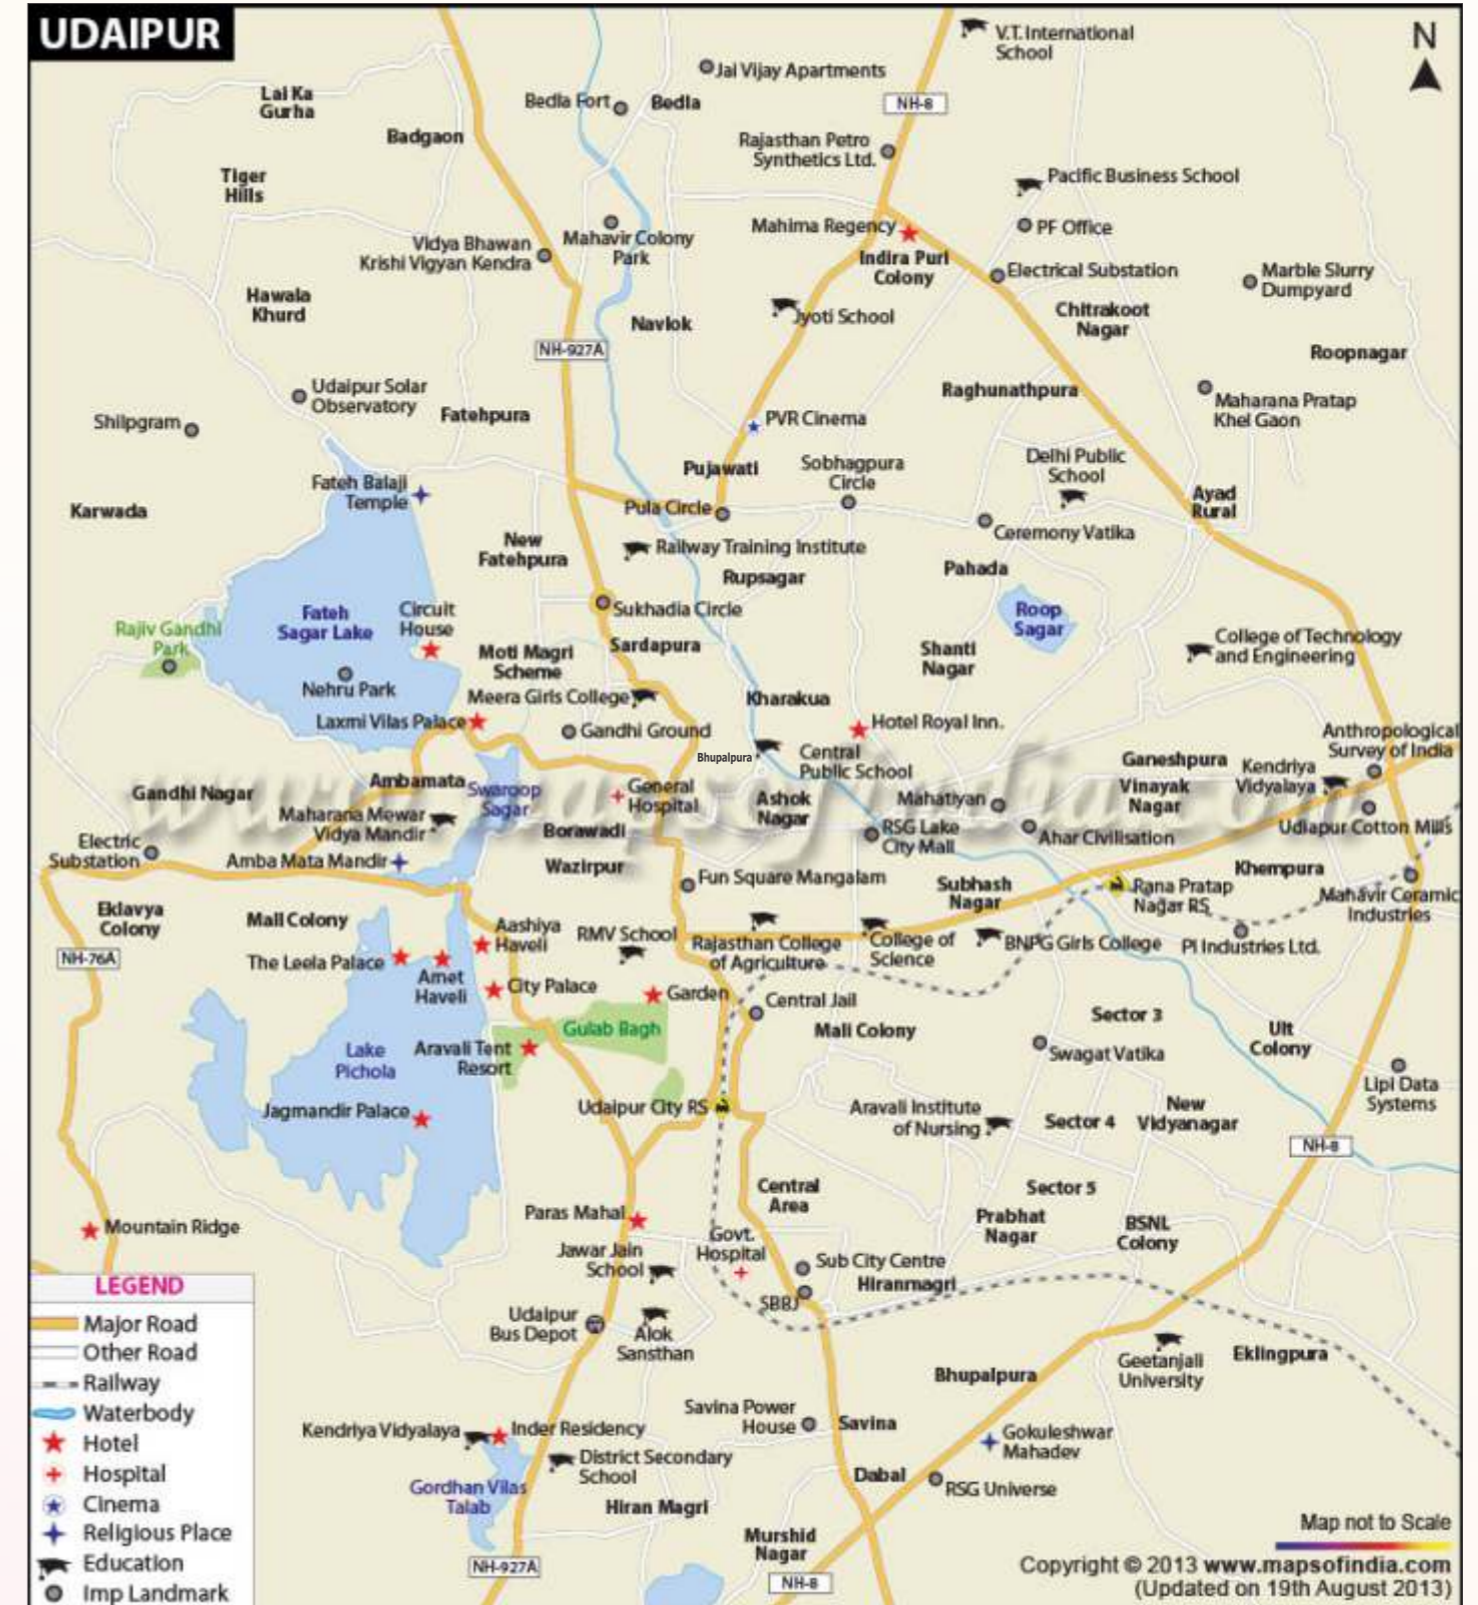 UDAIPUR
N
V.T. International
School
Jai Vijay Apartments
Lai Ka
Gurha
Bedla Fort
Bedla
NH-8
Badgaon
Rajasthan Petro
Synthetics Ltd.
Tiger
Hills
Pacific Business School
Mahima Regency
PF Office
Vidya Bhawan
Krishi Vigyan Kendra
Mahavir Colony
Park
Indira Puri
Colony
Electrical Substation
Marble Slurry
Dumpyard
Hawala
Khurd
Navlok
Jyoti School
Chitrakoot
Nagar
NH-927A
Roopnagar
Udaipur Solar
Observatory
Fatehpura
Raghunathpura
Maharana Pratap
Khel Gaon
Shilpgram
PVR Cinema
Pujawati
Sobhagpura
Circle
Delhi Public
School
Fateh Balaji
Temple
Karwada
Pula Circle
Ayad
Rural
Ceremony Vatika
New
Fatehpura
Railway Training Institute
Rupsagar
Pahada
Fateh
Sagar Lake
Circuit
House
Sukhadia Circle
Roop
Sagar
Rajiv Gandhi
Park
Moti Magri
Scheme
Sardapura
Shanti
Nagar
College of Technology
and Engineering
Nehru Park
Meera Girls College
Kharakua
Laxmi Vilas Palace
Gandhi Ground
Hotel Royal Inn.
Anthropological
Survey of India
Bhupalpura
Central
Public School
Ganeshpura
Kendriya
Vidyalaya
Gandhi Nagar
Ambamata
Swaroop
Sagar
General
Hospital
Ashok
Nagar
Mahatiyan
Vinayak
Nagar
Maharana Mewar
Vidya Mandir
Borawadi
RSG Lake
City Mall
Ahar Civilisation
Udiapur Cotton Mills
Electric
Substation
Amba Mata Mandir
Wazirpur
Fun Square Mangalam
Subhash
Nagar
Khempura
Rana Pratap
Nagar RS
Mahavir Ceramic
Industries
Eklavya
Colony
Mall Colony
Aashiya
Haveli
RMV School
Rajasthan College
of Agriculture
College of
Science
BNPG Girls College
PI Industries Ltd.
NH-76A
The Leela Palace
Amet
Haveli
City Palace
Garden
Central Jail
Gulab Bagh
Mali Colony
Sector 3
Lake
Pichola
Aravali Tent
Resort
Swagat Vatika
Ult
Colony
Lipi Data
Systems
Jagmandir Palace
Udaipur City RS
Aravali Institute
of Nursing
Sector 4
New
Vidyanagar
NH-8
Central
Area
Sector 5
Mountain Ridge
Paras Mahal
Prabhat
Nagar
BSNL
Colony
Govt.
Hospital
Jawar Jain
School
Sub City Centre
Hiranmagri
SBBJ
Udaipur
Bus Depot
Alok
Sansthan
Geetanjali
University
Eklingpura
Bhupalpura
Savina Power
House
Savina
Kendriya Vidyalaya
Inder Residency
Gokuleshwar
Mahadev
District Secondary
School
Gordhan Vilas
Talab
Dabal
RSG Universe
Hiran Magri
Murshid
Nagar
NH-927A
NH-8
LEGEND
Major Road
Other Road
Railway
Waterbody
Hotel
Hospital
Cinema
Religious Place
Education
Imp Landmark
Map not to Scale
Copyright © 2013 www.mapsofindia.com
(Updated on 19th August 2013)
www.mapsofindia.com